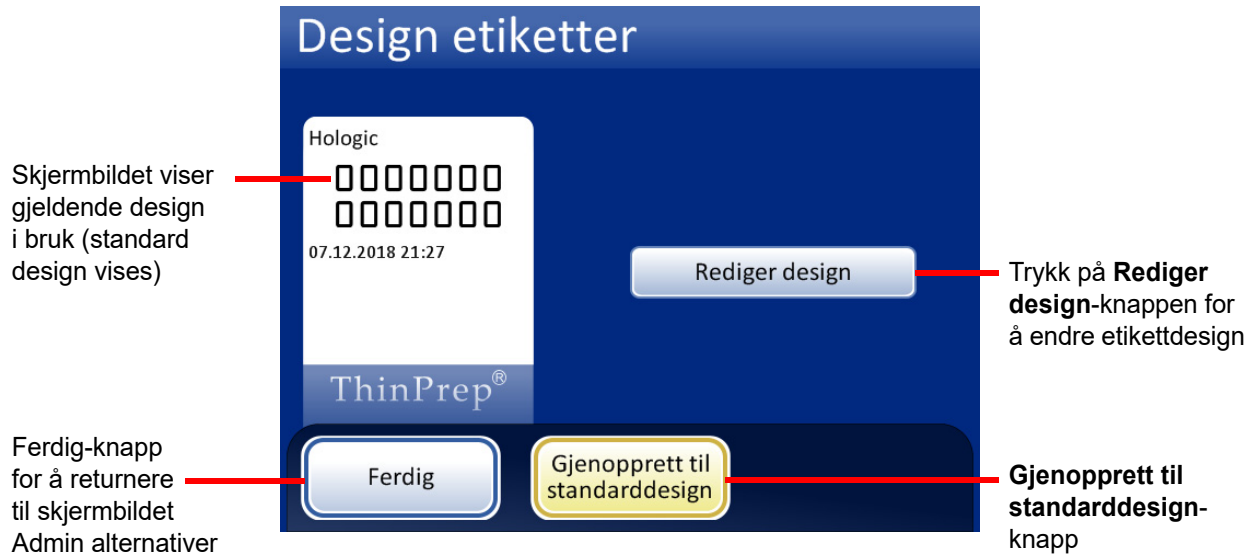 Design etiketter
Hologic
0000000
0000000
07.12.2018 21:27
ThinPrep®
Rediger design
Ferdig
Gjenopprett til
standarddesign
Skjermbildet viser
gjeldende design
i bruk (standard
design vises)
Trykk på Rediger
design-knappen for
å endre etikettdesign
Ferdig-knapp
for å returnere
til skjermbildet
Admin alternativer
Gjenopprett til
standarddesign-
knapp